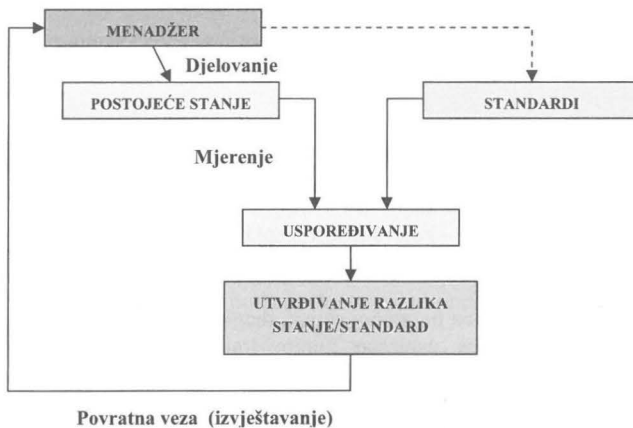 MENADŽER
Djelovanje
POSTOJEĆE STANJE
STANDARDI
Mjerenje
USPOREĐIVANJE
UTVRĐIVANJE RAZLIKA
STANJE/STANDARD
Povratna veza (izvještavanje)